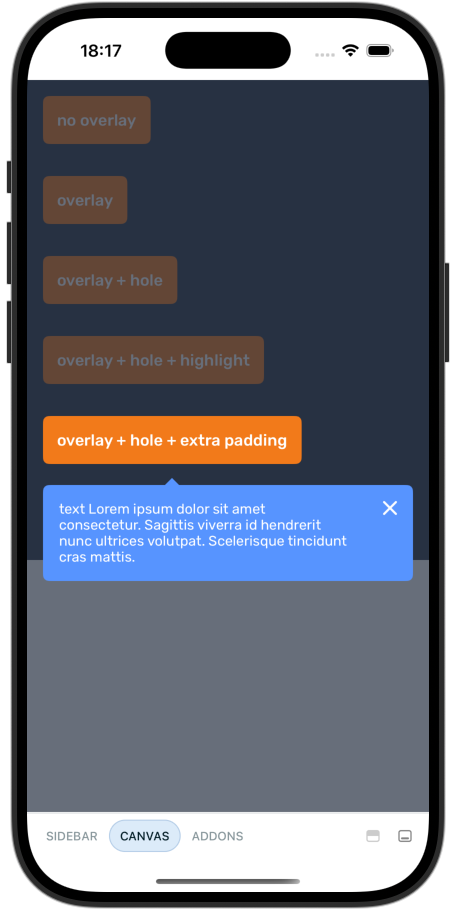 18:17
no overlay
overlay
overlay + hole
overlay + hole + highlight
overlay + hole + extra padding
text Lorem ipsum dolor sit amet
consectetur. Sagittis viverra id hendrerit
nunc ultrices volutpat. Scelerisque tincidunt
cras mattis.
SIDEBAR CANVAS ADDONS